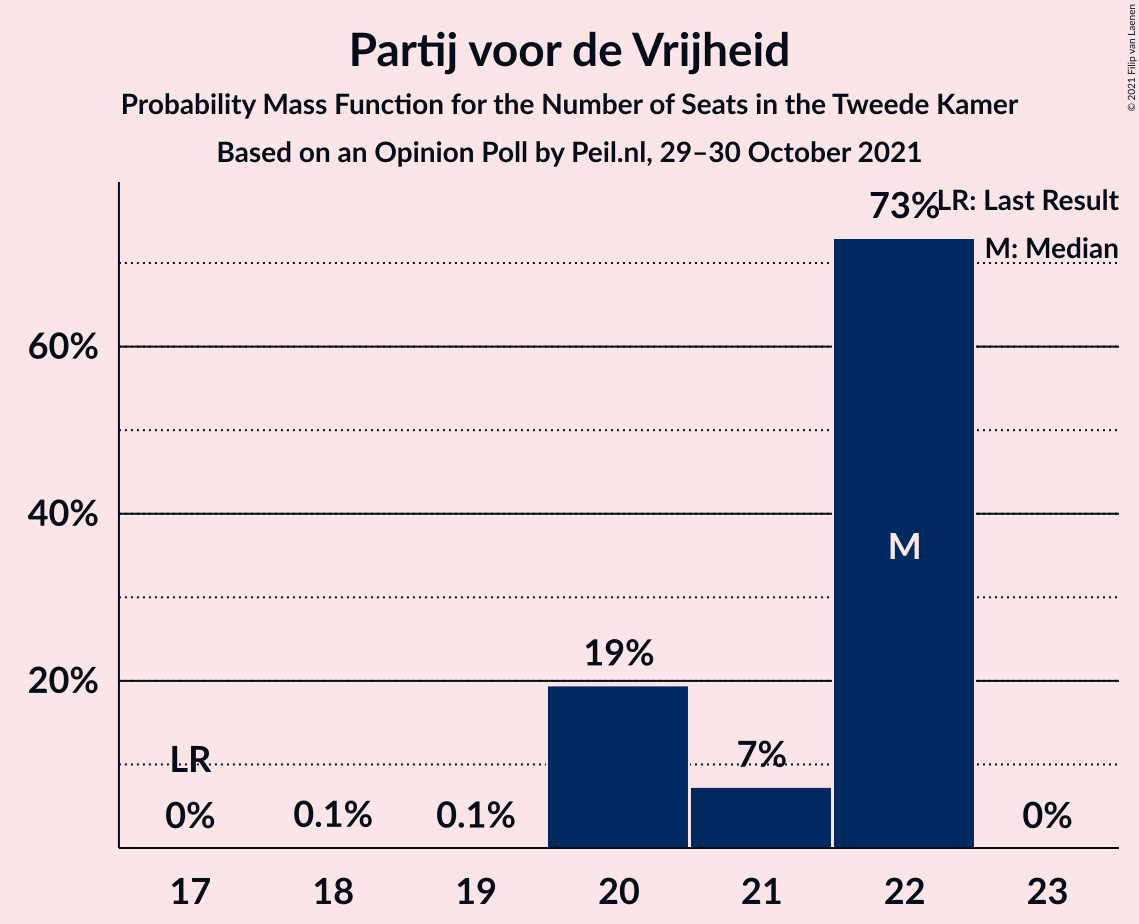 Partij voor de Vrijheid
Probability Mass Function for the Number of Seats in the Tweede Kamer
Based on an Opinion Poll by Peil.nl, 29–30 October 2021
© 2021 Filip van Laenen
LR: Last Result
M: Median
73%
60%
40%
20%
M
19%
7%
LR
0%
0.1%
0.1%
0%
17
18
19
20
21
22
23